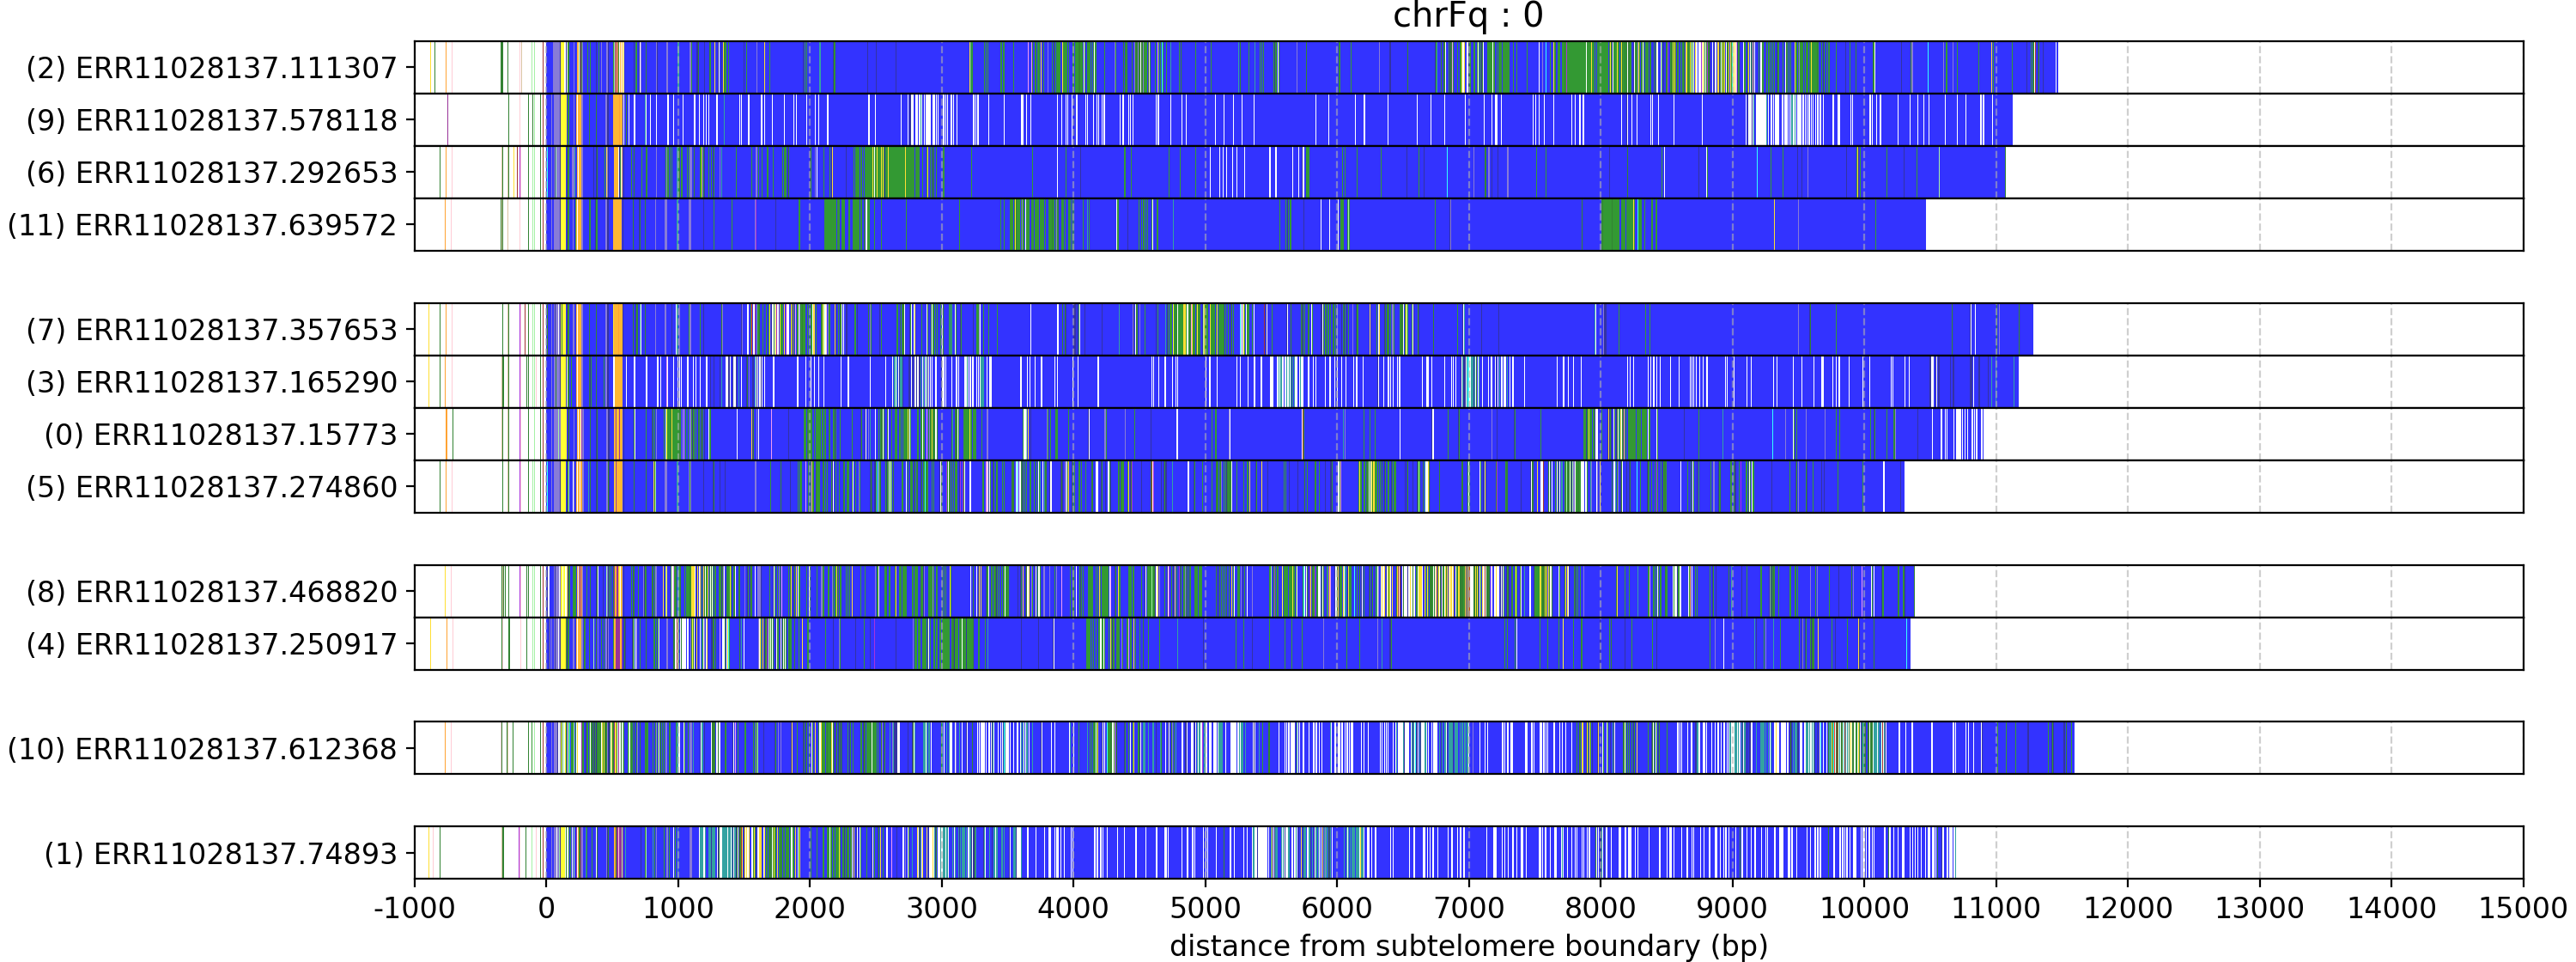 chrFq : 0
(2) ERR11028137.111307
(9) ERR11028137.578118
(6) ERR11028137.292653
(11) ERR11028137.639572
(7) ERR11028137.357653
(3) ERR11028137.165290
(0) ERR11028137.15773
(5) ERR11028137.274860
(8) ERR11028137.468820
(4) ERR11028137.250917
(10) ERR11028137.612368
(1) ERR11028137.74893
-1000 0 1000 2000 3000 4000 5000 6000 7000 8000 9000 10000 11000 12000 13000 14000 15000
distance from subtelomere boundary (bp)